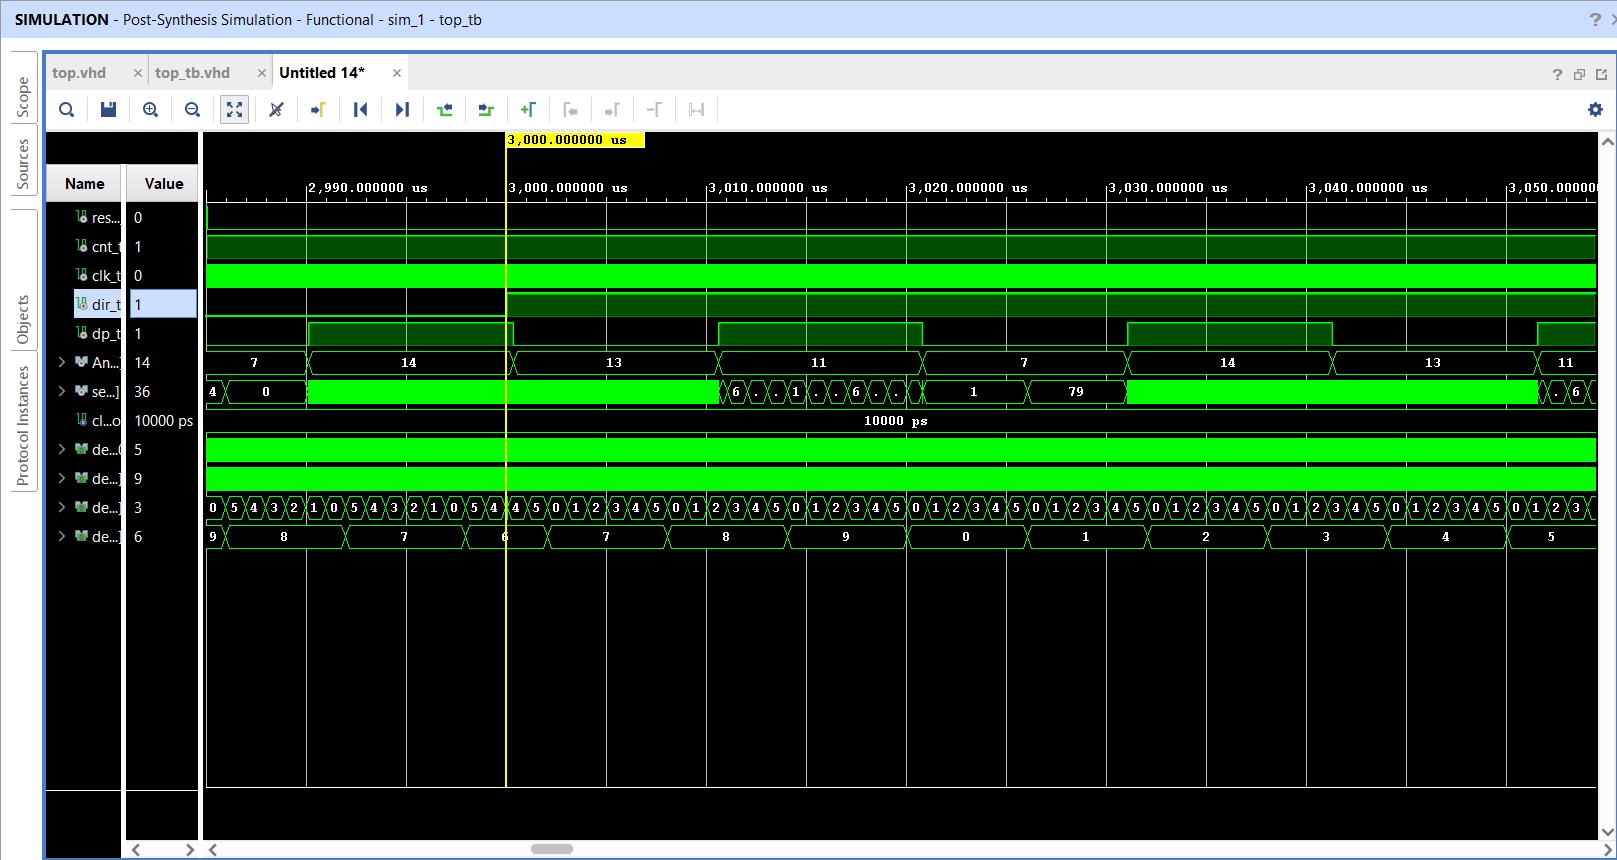 SIMULATION - Post-Synthesis Simulation - Functional - sim_1 - top_tb
Scope
Sources
Objects
Protocol Instances
top.vhd
top_tb.vhd
Untitled 14*
3,000.000000 us
Name Value
2,990.000000 us 3,000.000000 us 3,010.000000 us 3,020.000000 us 3,030.000000 us 3,040.000000 us 3,050.00000
res... 0
cnt_t 1
clk_t 0
dir_t 1
dp_t 1
An...] 14 7 14 13 11 7 14 13 11
se...] 36 4 0 6 . . 1 . . 6 . . 1 79 . 6
cl...o 10000 ps 10000 ps
de...( 5
de...] 9
de...] 3 0 5 4 3 2 1 0 5 4 3 2 1 0 5 4 4 5 0 1 2 3 4 5 0 1 2 3 4 5 0 1 2 3 4 5 0 1 2 3 4 5 0 1 2 3 4 5 0 1 2 3 4 5 0 1 2 3 4 5 0 1 2 3 4 5 0 1 2 3
de...] 6 9 8 7 6 7 8 9 0 1 2 3 4 5